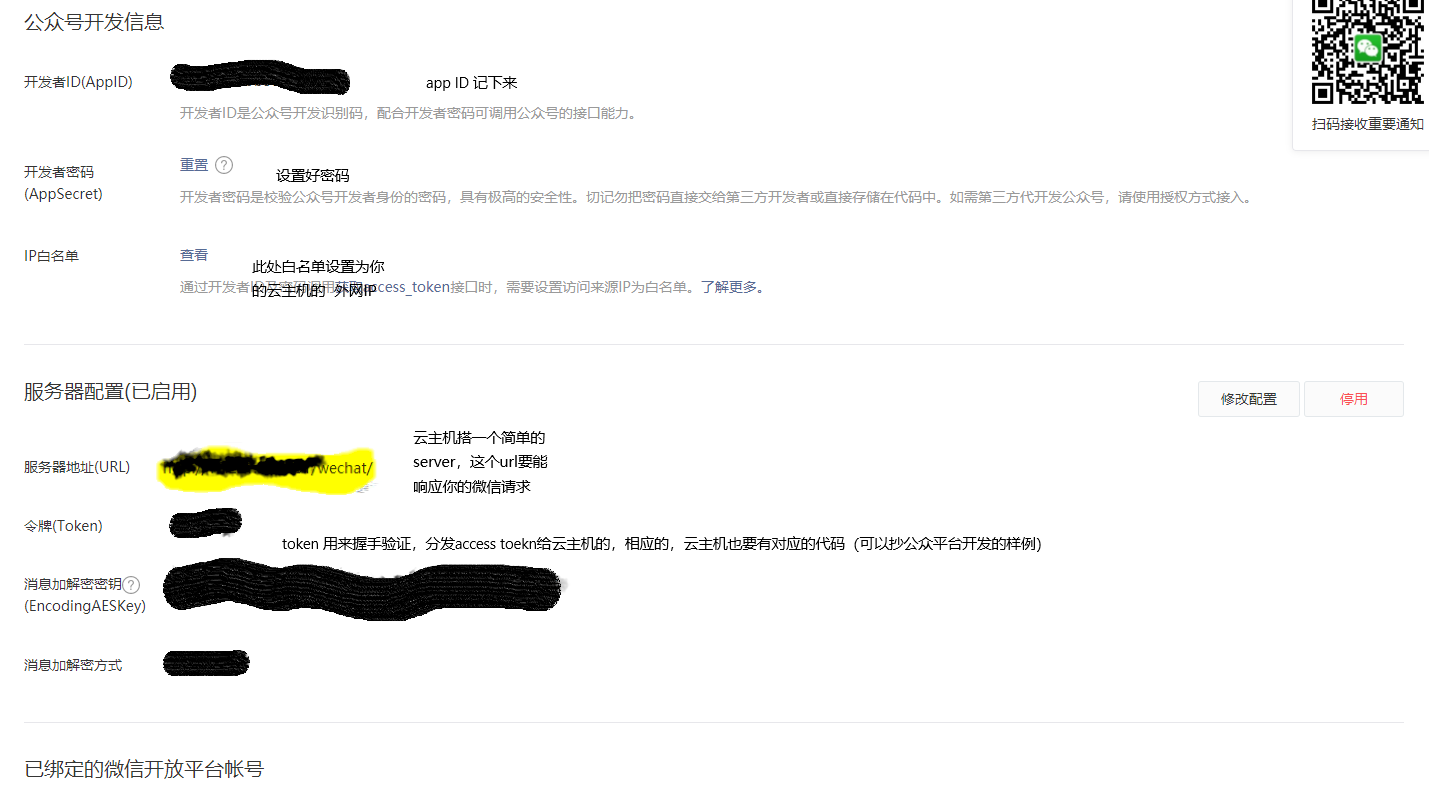 公众号开发信息
扫码接收重要通知
开发者ID(AppID)
app ID 记下来
开发者ID是公众号开发识别码，配合开发者密码可调用公众号的接口能力。
开发者密码
(AppSecret)
重置 ?
设置好密码
开发者密码是校验公众号开发者身份的密码，具有极高的安全性。切记勿把密码直接交给第三方开发者或直接存储在代码中。如需第三方代开发公众号，请使用授权方式接入。
IP白名单
查看
此处白名单设置为你
的云主机的 外网IP
通过开发者 access_token接口时，需要设置访问来源IP为白名单。了解更多。
服务器配置(已启用)
修改配置
停用
服务器地址(URL)
/wechat/
云主机搭一个简单的
server，这个url要能
响应你的微信请求
令牌(Token)
token 用来握手验证，分发access toekn给云主机的，相应的，云主机也要有对应的代码（可以抄公众平台开发的样例）
消息加解密密钥 ?
(EncodingAESKey)
消息加解密方式
已绑定的微信开放平台帐号